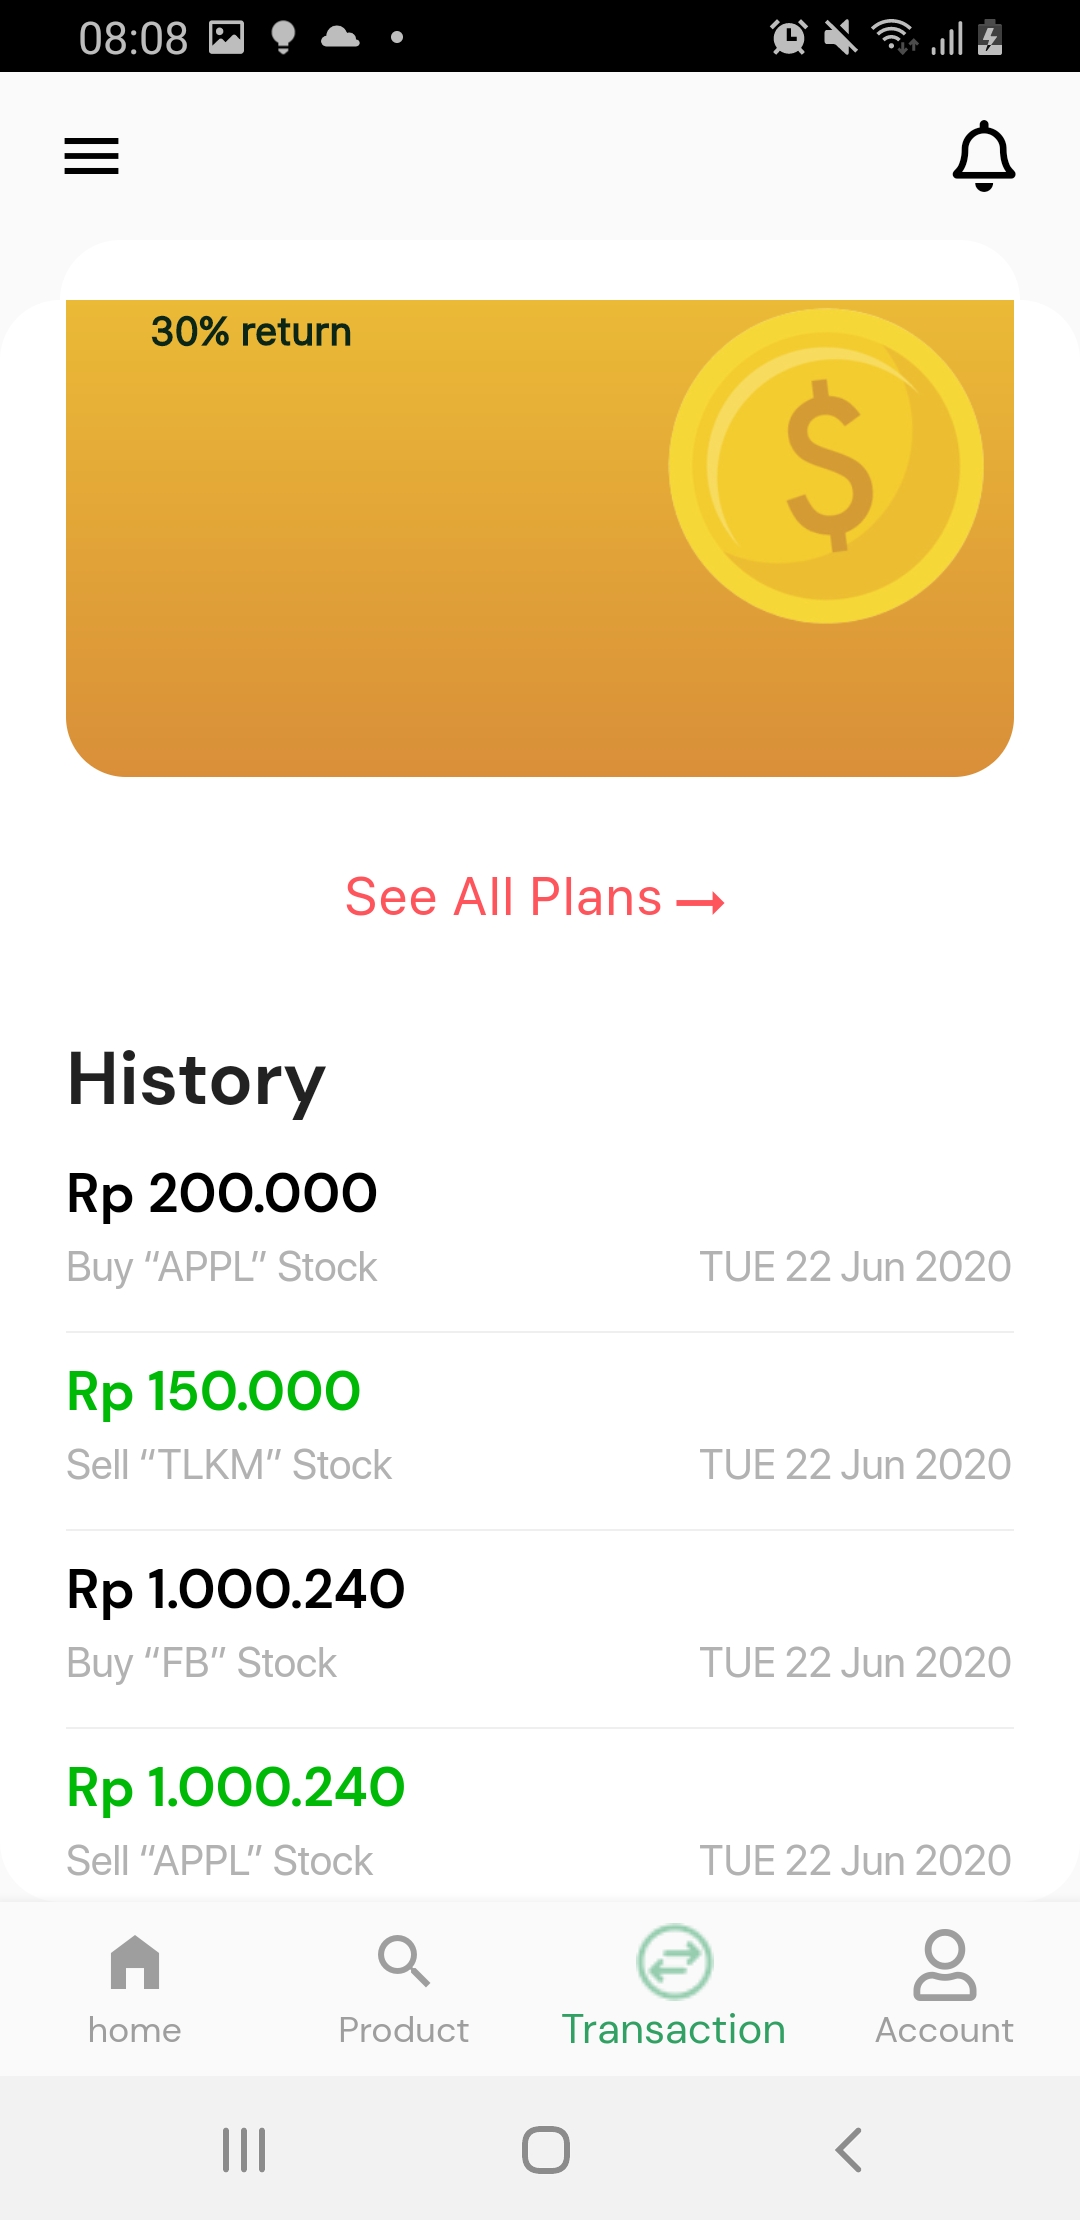 08:08
30% return
See All Plans →
History
Rp 200.000
Buy “APPL” Stock TUE 22 Jun 2020
Rp 150.000
Sell “TLKM” Stock TUE 22 Jun 2020
Rp 1.000.240
Buy “FB” Stock TUE 22 Jun 2020
Rp 1.000.240
Sell “APPL” Stock TUE 22 Jun 2020
home Product Transaction Account